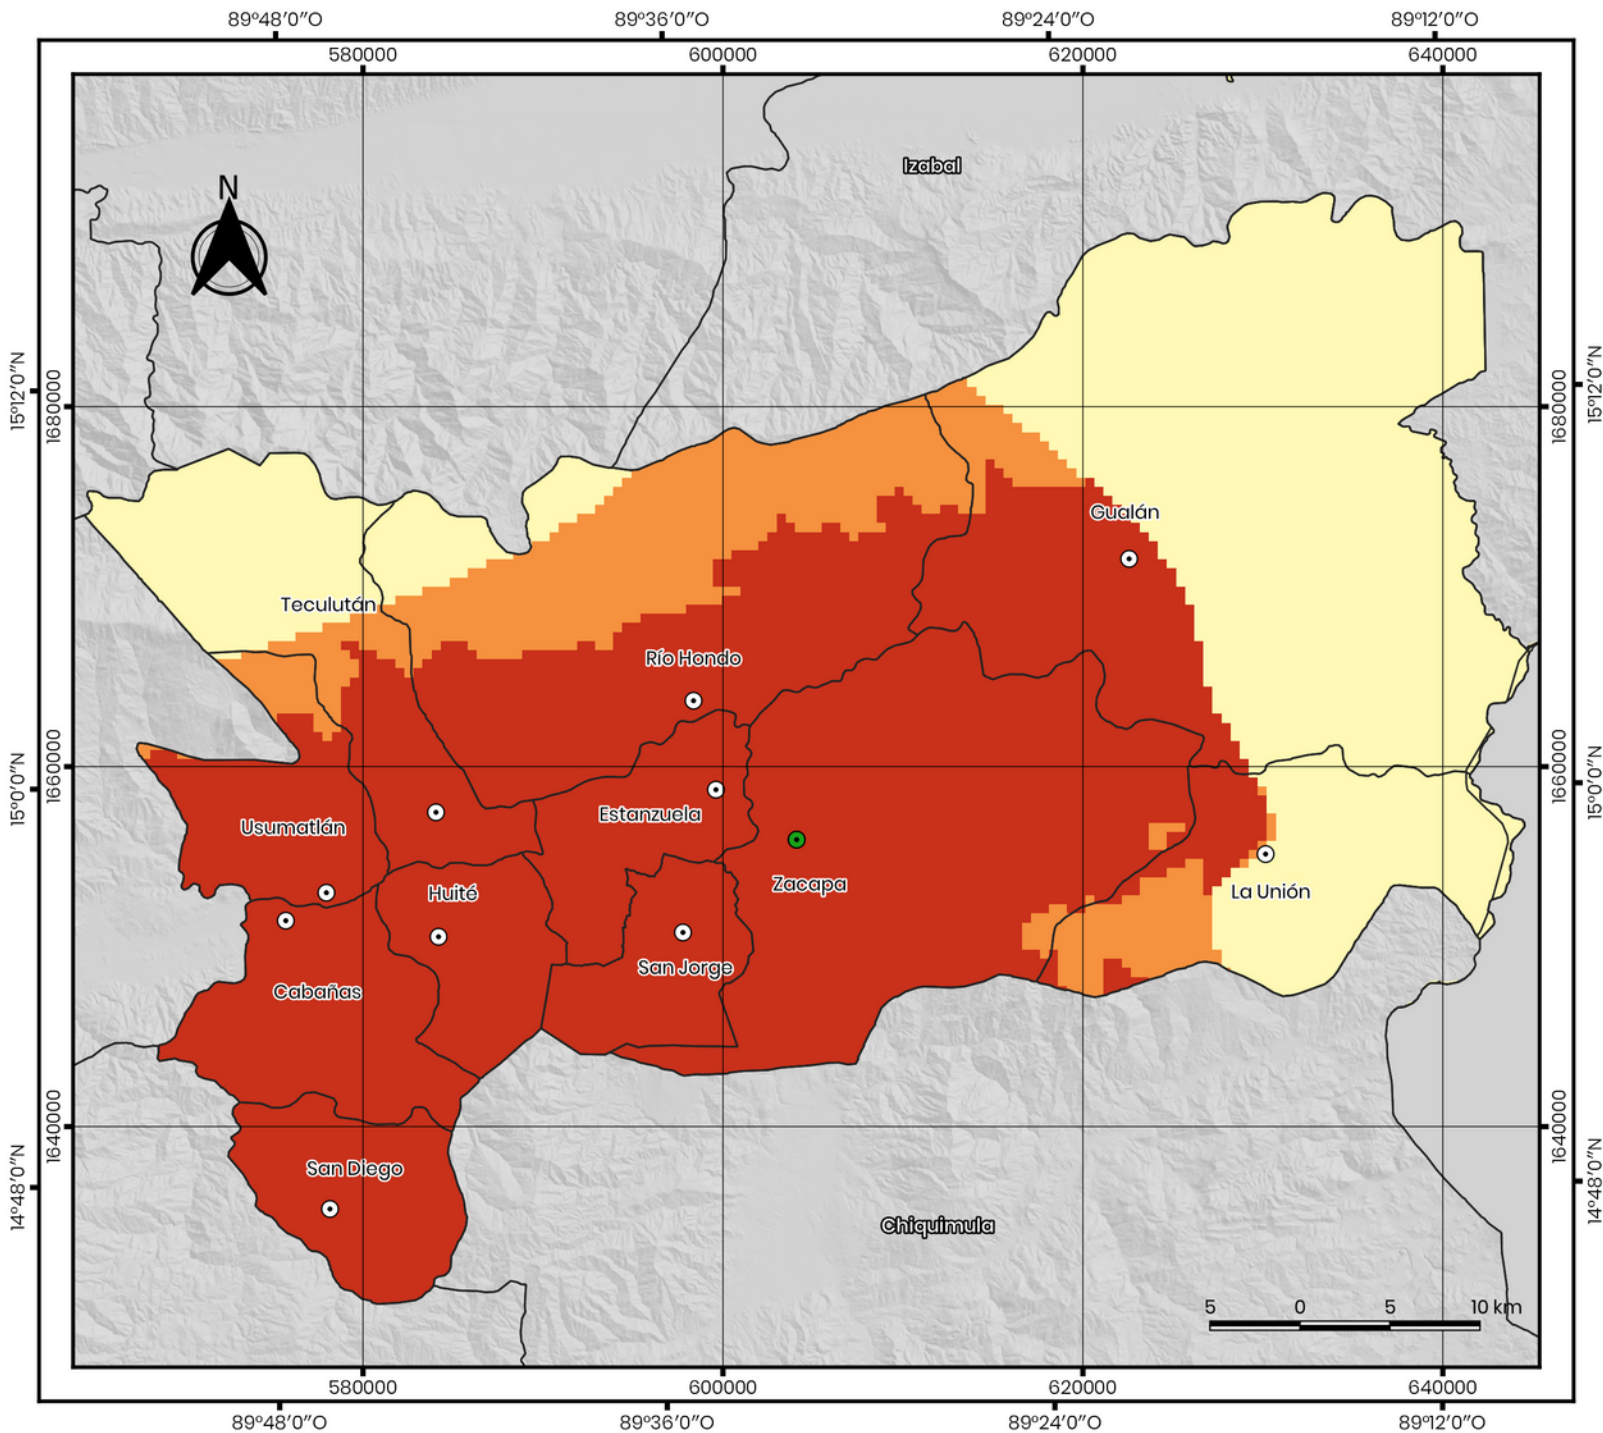 89°48'0"O 89°36'0"O 89°24'0"O 89°12'0"O
580000 600000 620000 640000
Izabal
N
15°12'0"N 1680000 1680000 15°12'0"N
Gualán
Teculután
Río Hondo
15°0'0"N 1660000 1660000 15°0'0"N
Estanzuela
Usumatlán
Zacapa
Huité
La Unión
San Jorge
Cabañas
14°48'0"N 1640000 1640000 14°48'0"N
San Diego
Chiquimula
5 0 5 10 km
580000 600000 620000 640000
89°48'0"O 89°36'0"O 89°24'0"O 89°12'0"O